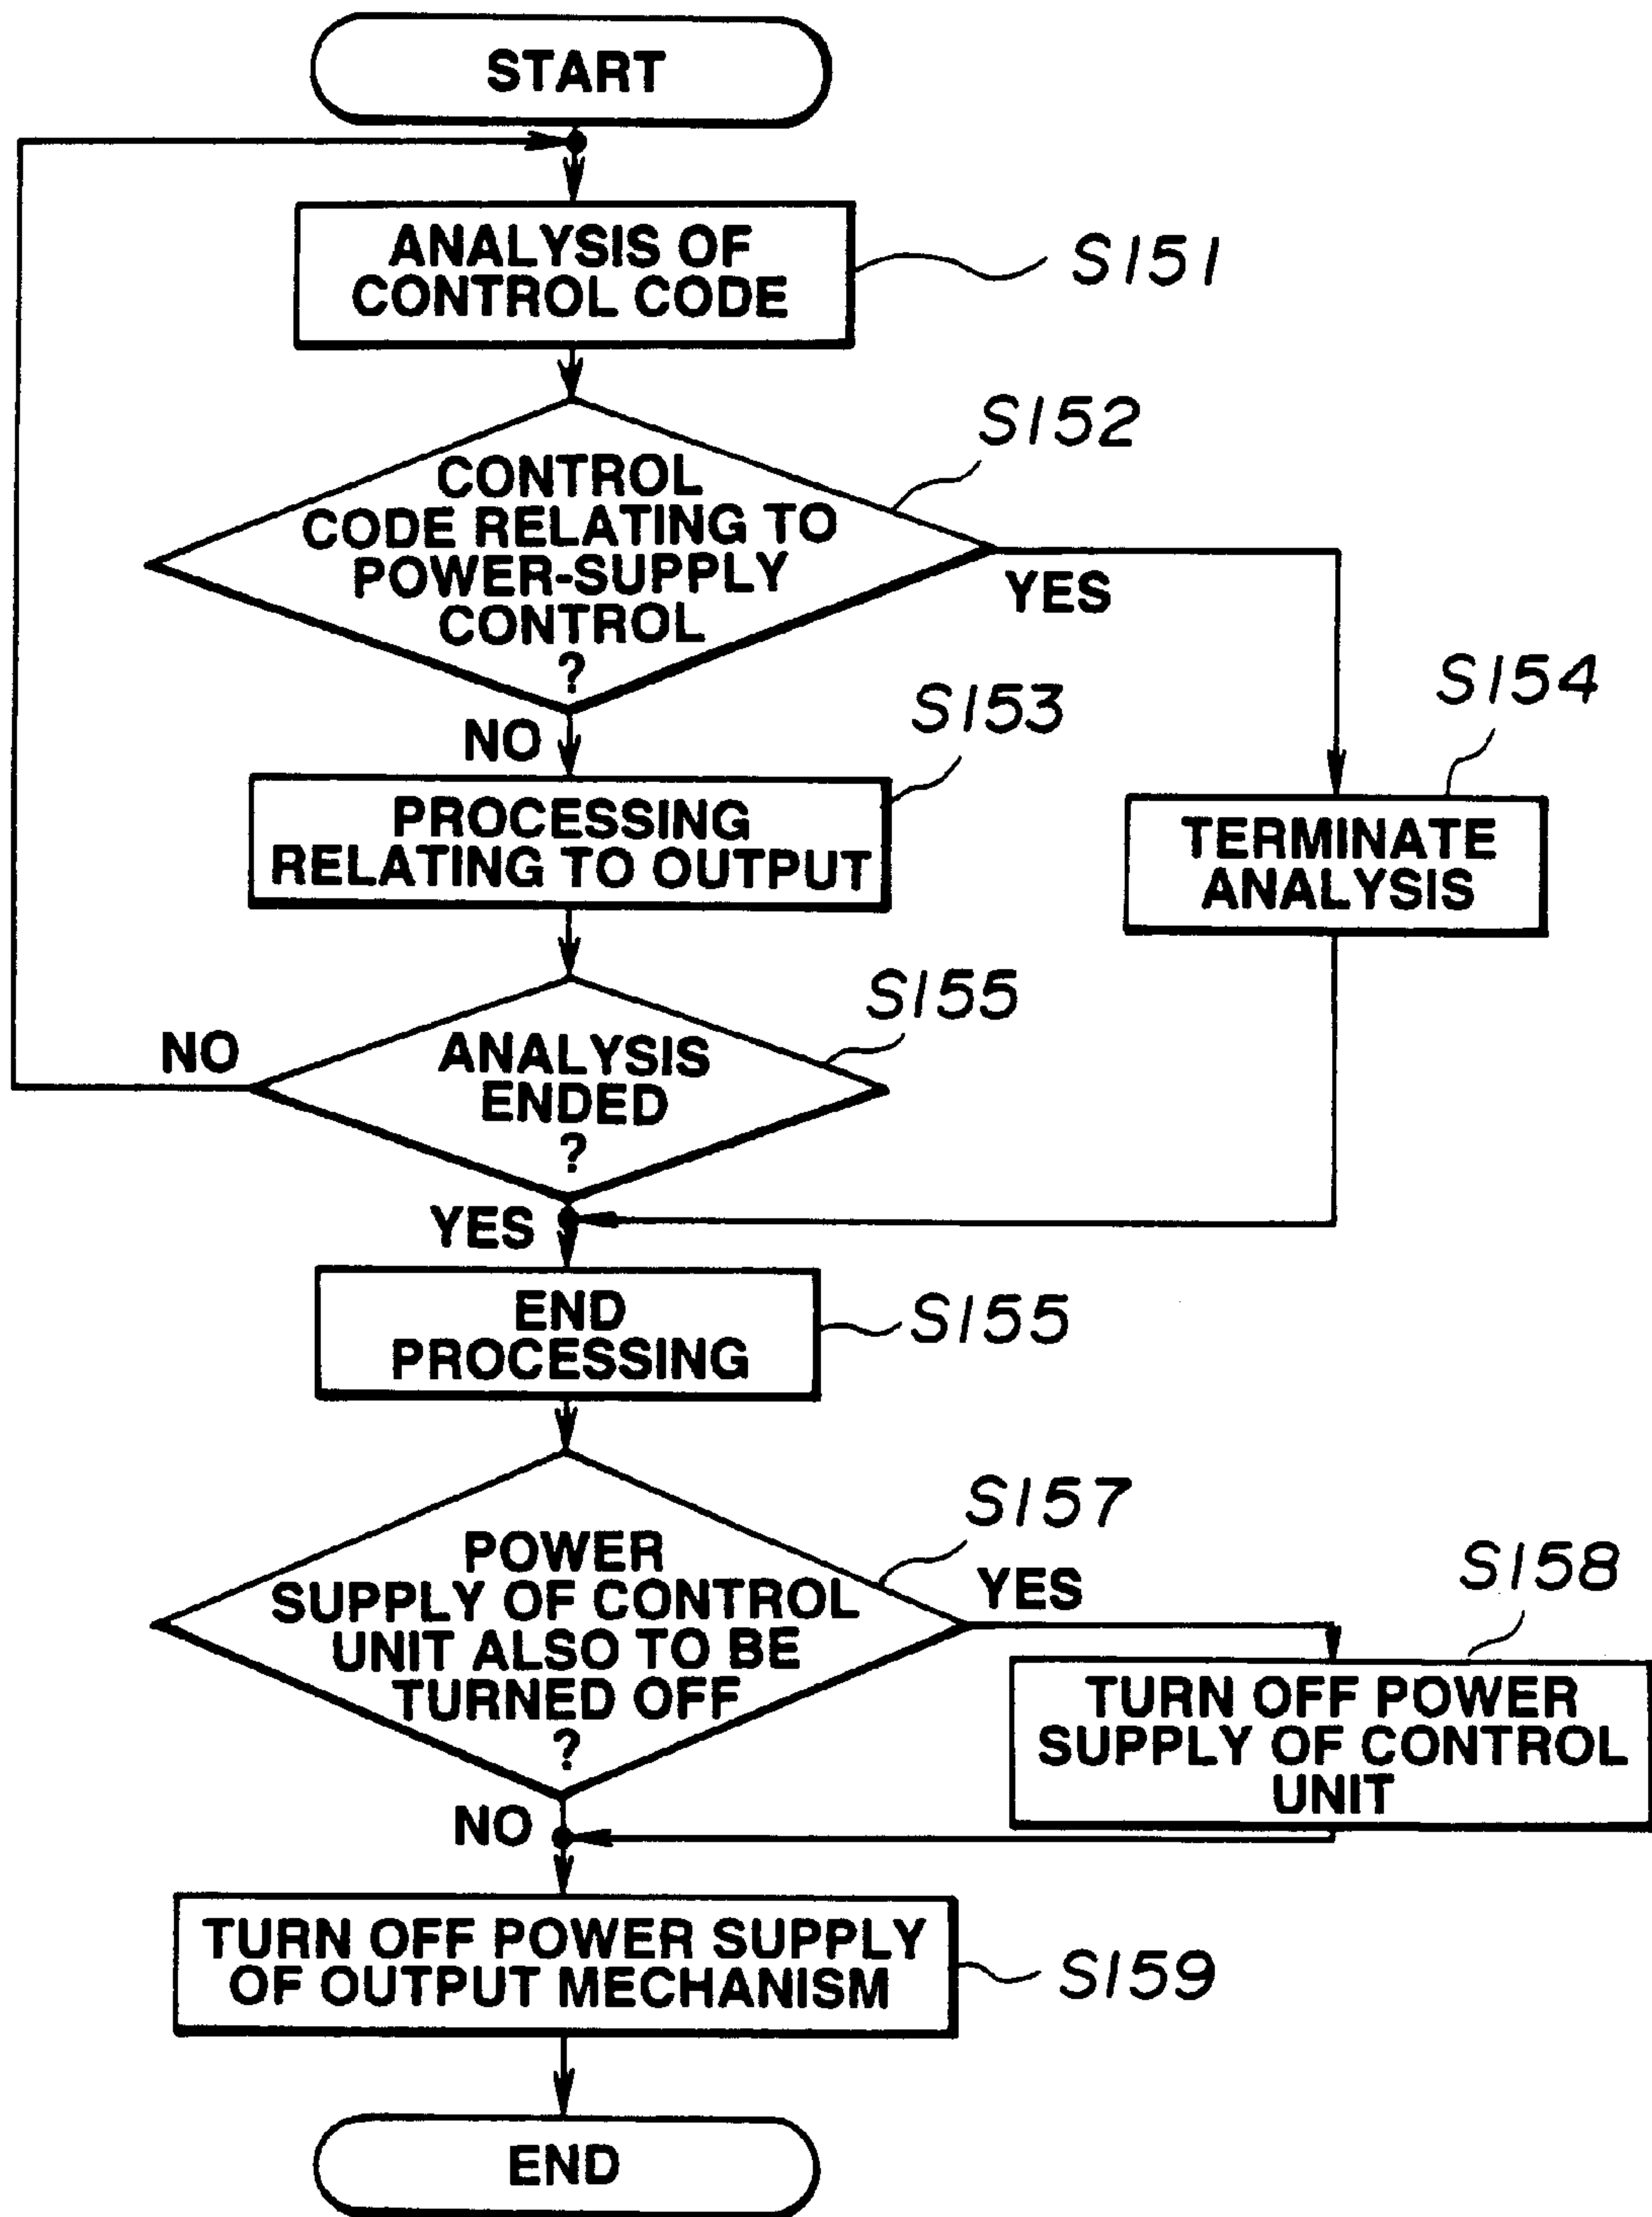 START
ANALYSIS OF
CONTROL CODE
S151
S152
CONTROL
CODE RELATING TO
POWER-SUPPLY
CONTROL
?
YES
NO
S153
S154
PROCESSING
RELATING TO OUTPUT
TERMINATE
ANALYSIS
S155
NO
ANALYSIS
ENDED
?
YES
END
PROCESSING
S155
S157
POWER
SUPPLY OF CONTROL
UNIT ALSO TO BE
TURNED OFF
?
YES
S158
TURN OFF POWER
SUPPLY OF CONTROL
UNIT
NO
TURN OFF POWER SUPPLY
OF OUTPUT MECHANISM
S159
END